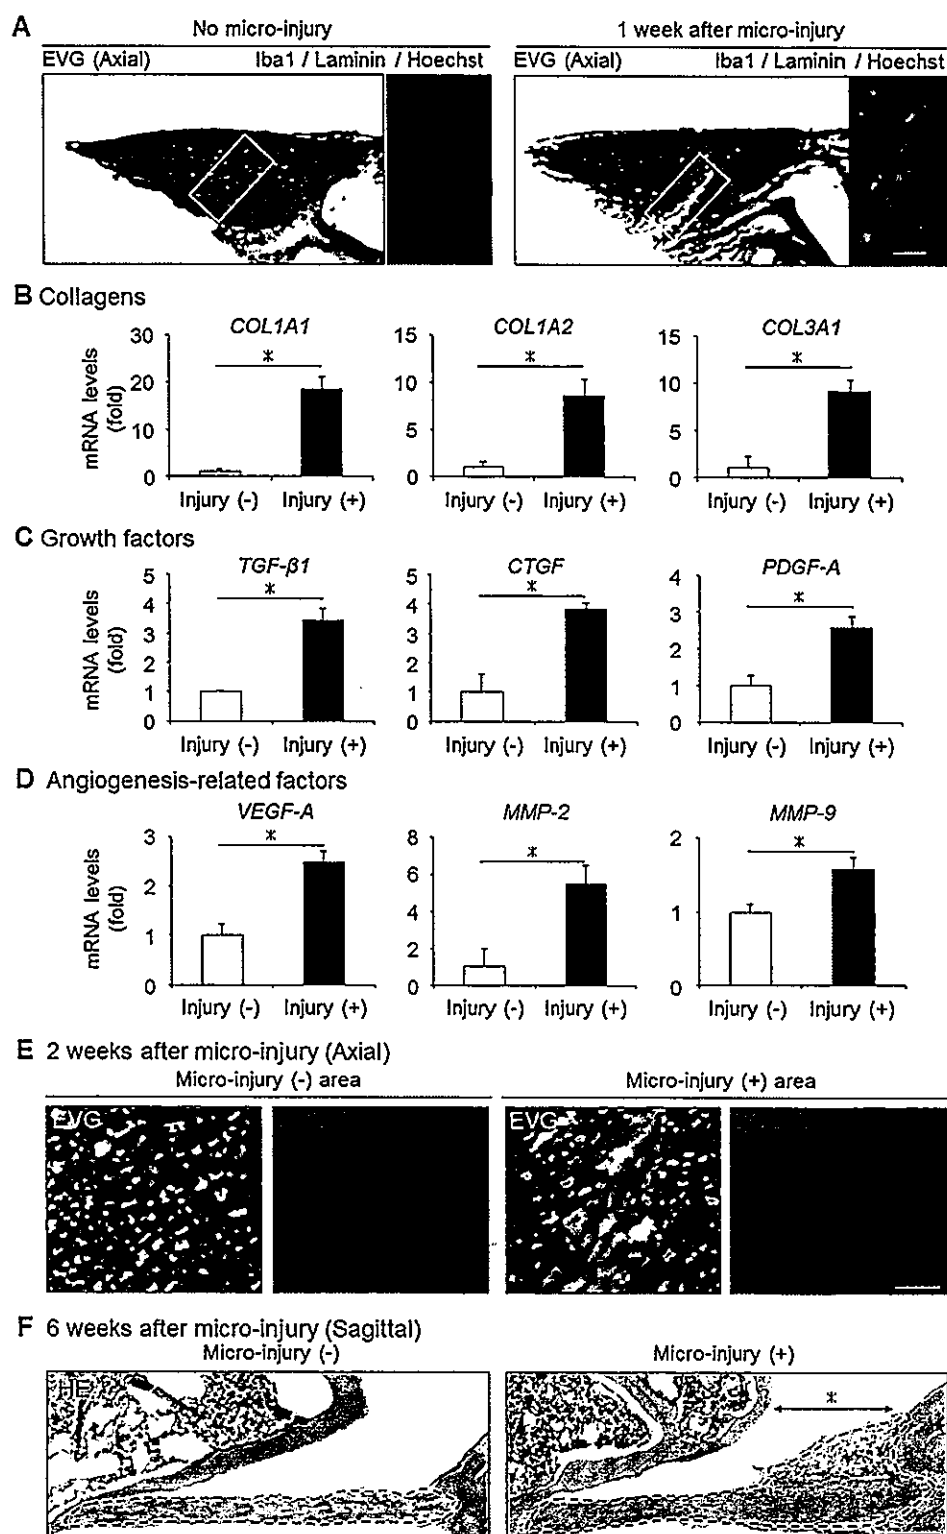 A No micro-injury 1 week after micro-injury
EVG (Axial) Iba1 / Laminin / Hoechst EVG (Axial) Iba1 / Laminin / Hoechst
B Collagens
COL1A1 COL1A2 COL3A1
mRNA levels (fold)
30 20 10 0
15 10 5 0
15 10 5 0
* * *
Injury (-) Injury (+) Injury (-) Injury (+) Injury (-) Injury (+)
C Growth factors
TGF-β1 CTGF PDGF-A
mRNA levels (fold)
5 4 3 2 1 0
5 4 3 2 1 0
4 3 2 1 0
* * *
Injury (-) Injury (+) Injury (-) Injury (+) Injury (-) Injury (+)
D Angiogenesis-related factors
VEGF-A MMP-2 MMP-9
mRNA levels (fold)
3 2 1 0
8 6 4 2 0
2 1 0
* * *
Injury (-) Injury (+) Injury (-) Injury (+) Injury (-) Injury (+)
E 2 weeks after micro-injury (Axial)
Micro-injury (-) area Micro-injury (+) area
EVG EVG
F 6 weeks after micro-injury (Sagittal)
Micro-injury (-) Micro-injury (+)
HE *